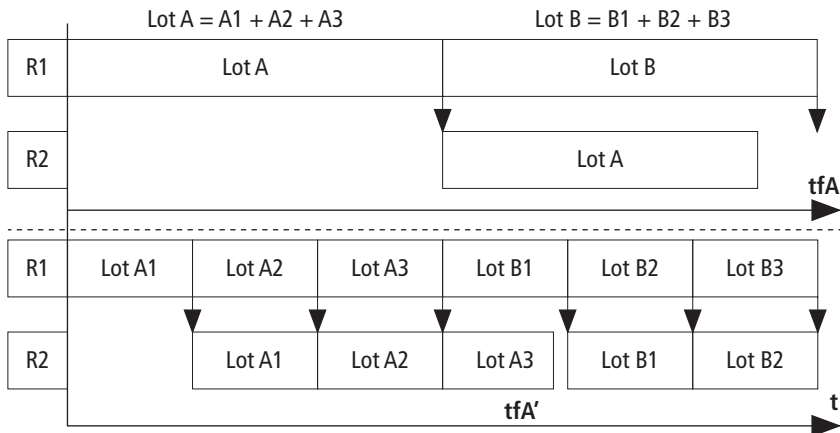 Lot A = A1 + A2 + A3 Lot B = B1 + B2 + B3
R1 Lot A Lot B
R2 Lot A
tfA
R1 Lot A1 Lot A2 Lot A3 Lot B1 Lot B2 Lot B3
R2 Lot A1 Lot A2 Lot A3 Lot B1 Lot B2
tfA' t